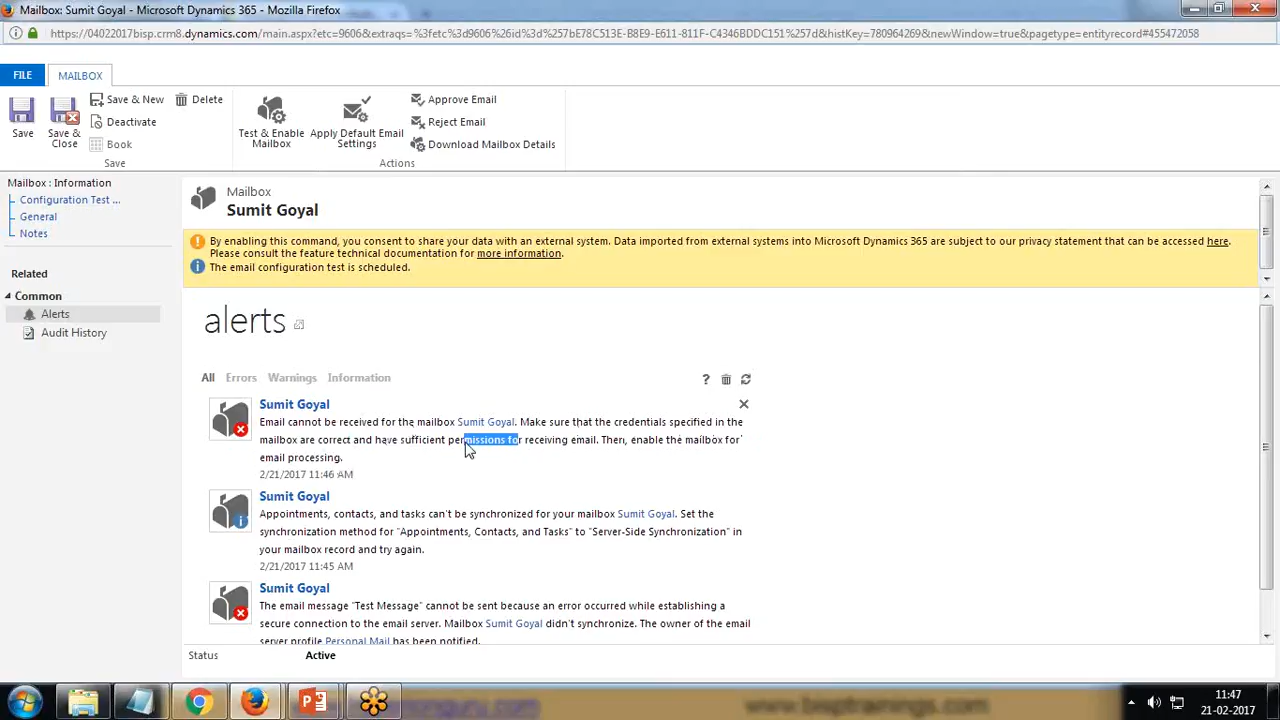 Mailbox: Sumit Goyal - Microsoft Dynamics 365 - Mozilla Firefox
https://04022017bisp.crm8.dynamics.com/main.aspx?etc=9606&extraqs=%3fetc%3d9606%26id%3d%257bE78C513E-B8E9-E611-811F-C4346BDDC151%257d&histKey=780964269&newWindow=true&pagetype=entityrecord#455472058
FILE
MAILBOX
Save
Save & Close
Save & New
Deactivate
Book
Delete
Save
Test & Enable Mailbox
Apply Default Email Settings
Approve Email
Reject Email
Download Mailbox Details
Actions
Mailbox : Information
Configuration Test ...
General
Notes
Related
Common
Alerts
Audit History
Mailbox
Sumit Goyal
By enabling this command, you consent to share your data with an external system. Data imported from external systems into Microsoft Dynamics 365 are subject to our privacy statement that can be accessed here.
Please consult the feature technical documentation for more information.
The email configuration test is scheduled.
alerts
All Errors Warnings Information
?
Sumit Goyal
Email cannot be received for the mailbox Sumit Goyal. Make sure that the credentials specified in the
mailbox are correct and have sufficient permissions for receiving email. Then, enable the mailbox for
email processing.
2/21/2017 11:46 AM
Sumit Goyal
Appointments, contacts, and tasks can't be synchronized for your mailbox Sumit Goyal. Set the
synchronization method for "Appointments, Contacts, and Tasks" to "Server-Side Synchronization" in
your mailbox record and try again.
2/21/2017 11:45 AM
Sumit Goyal
The email message "Test Message" cannot be sent because an error occurred while establishing a
secure connection to the email server. Mailbox Sumit Goyal didn't synchronize. The owner of the email
server profile Personal Mail has been notified.
Status Active
www.bisptrainings.com
11:47
21-02-2017